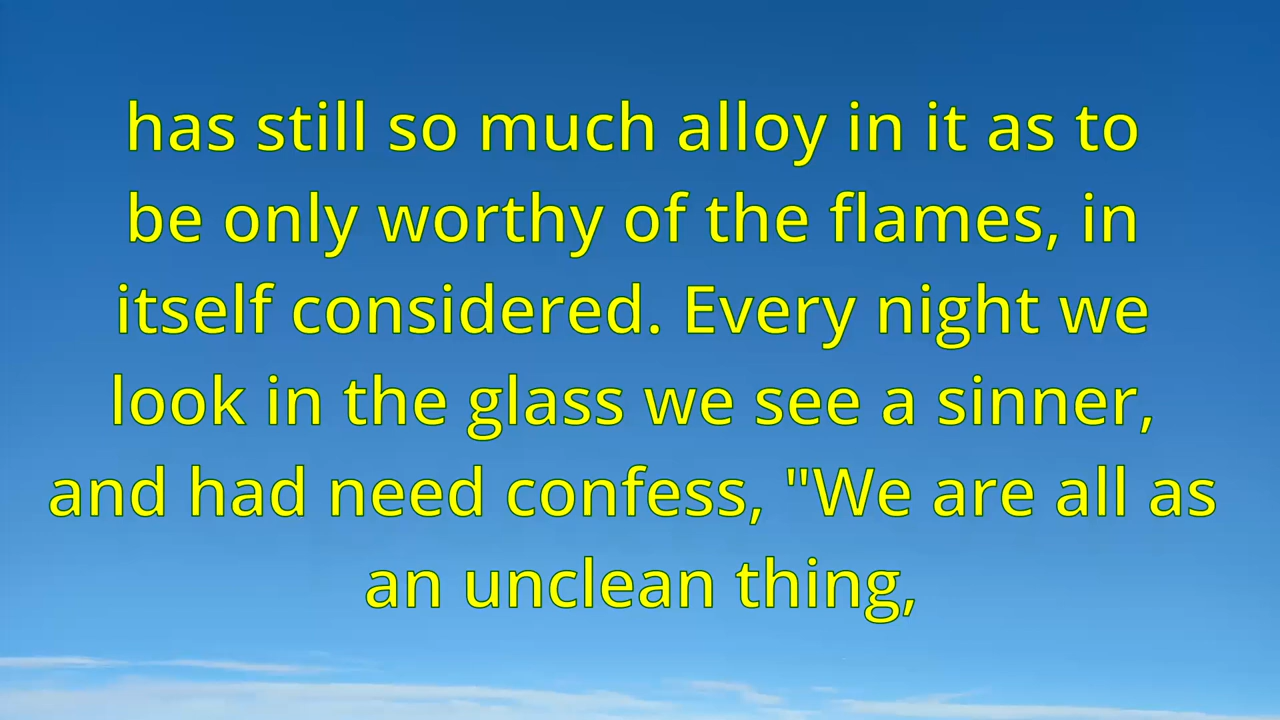 has still so much alloy in it as to
be only worthy of the flames, in
itself considered. Every night we
look in the glass we see a sinner,
and had need confess, "We are all as
an unclean thing,